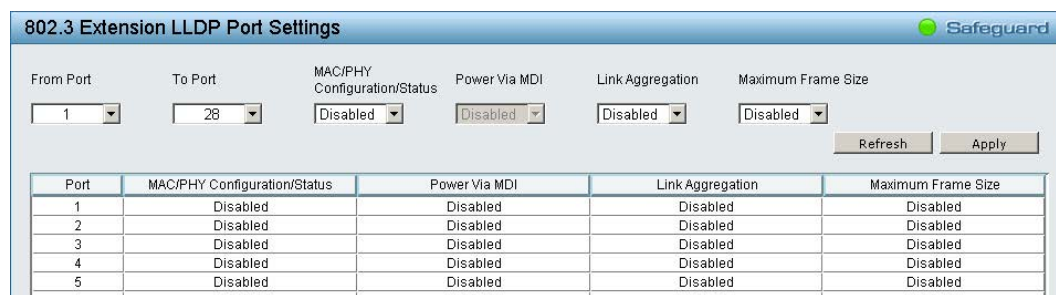 802.3 Extension LLDP Port Settings
Safeguard
From Port
To Port
MAC/PHY
Configuration/Status
Power Via MDI
Link Aggregation
Maximum Frame Size
1
28
Disabled
Disabled
Disabled
Disabled
Refresh
Apply
Port MAC/PHY Configuration/Status Power Via MDI Link Aggregation Maximum Frame Size
1 Disabled Disabled Disabled Disabled
2 Disabled Disabled Disabled Disabled
3 Disabled Disabled Disabled Disabled
4 Disabled Disabled Disabled Disabled
5 Disabled Disabled Disabled Disabled